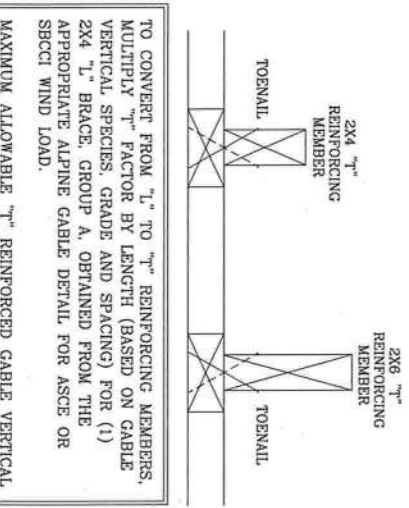 2X4 "T"
REINFORCING
MEMBER
TOENAIL
2X6 "T"
REINFORCING
MEMBER
TOENAIL
TO CONVERT FROM "L" TO "T" REINFORCING MEMBERS,
MULTIPLY "T" FACTOR BY LENGTH (BASED ON GABLE
VERTICAL SPECIES, GRADE AND SPACING) FOR (1)
2X4 "L" BRACE, GROUP A, OBTAINED FROM THE
APPROPRIATE ALPINE GABLE DETAIL FOR ASCE OR
SBCCI WIND LOAD.
MAXIMUM ALLOWABLE "T" REINFORCED GABLE VERTICAL